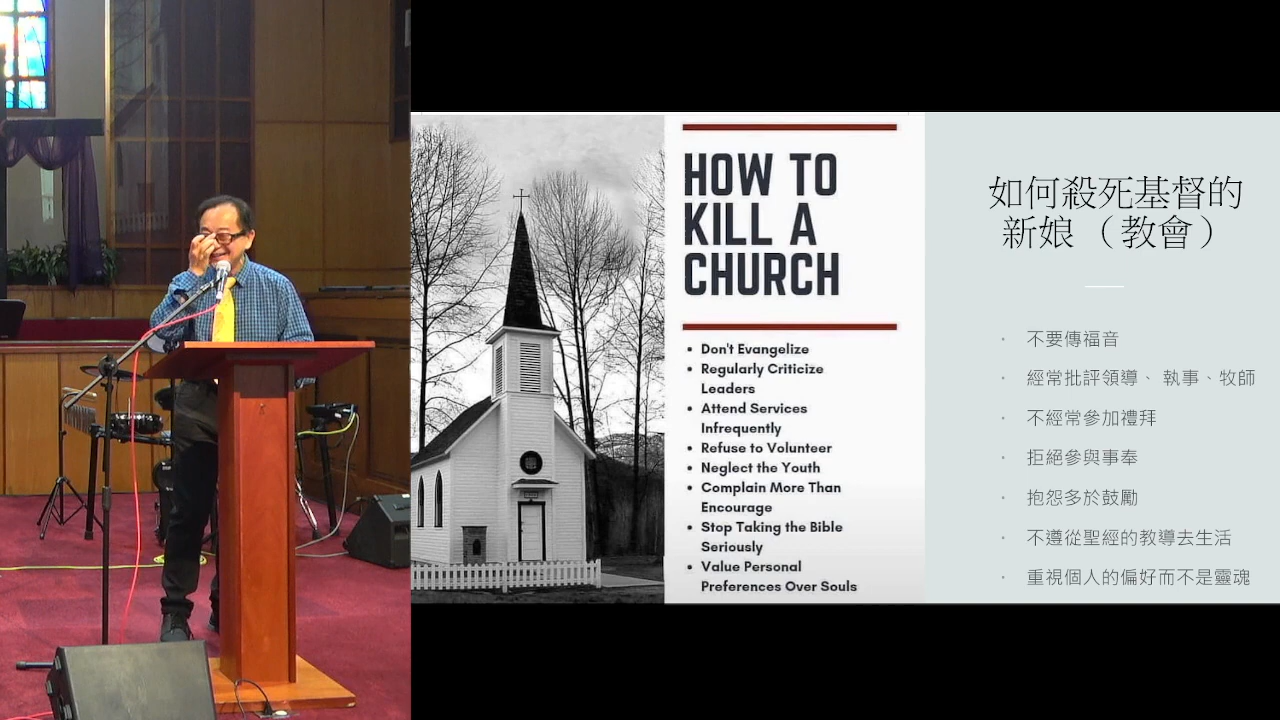 HOW TO
KILL A
CHURCH
• Don't Evangelize
• Regularly Criticize
Leaders
• Attend Services
Infrequently
• Refuse to Volunteer
• Neglect the Youth
• Complain More Than
Encourage
• Stop Taking the Bible
Seriously
• Value Personal
Preferences Over Souls
如何殺死基督的
新娘（教會）
• 不要傳福音
• 經常批評領導、執事、牧師
• 不經常參加禮拜
• 拒絕參與事奉
• 抱怨多於鼓勵
• 不遵從聖經的教導去生活
• 重視個人的偏好而不是靈魂